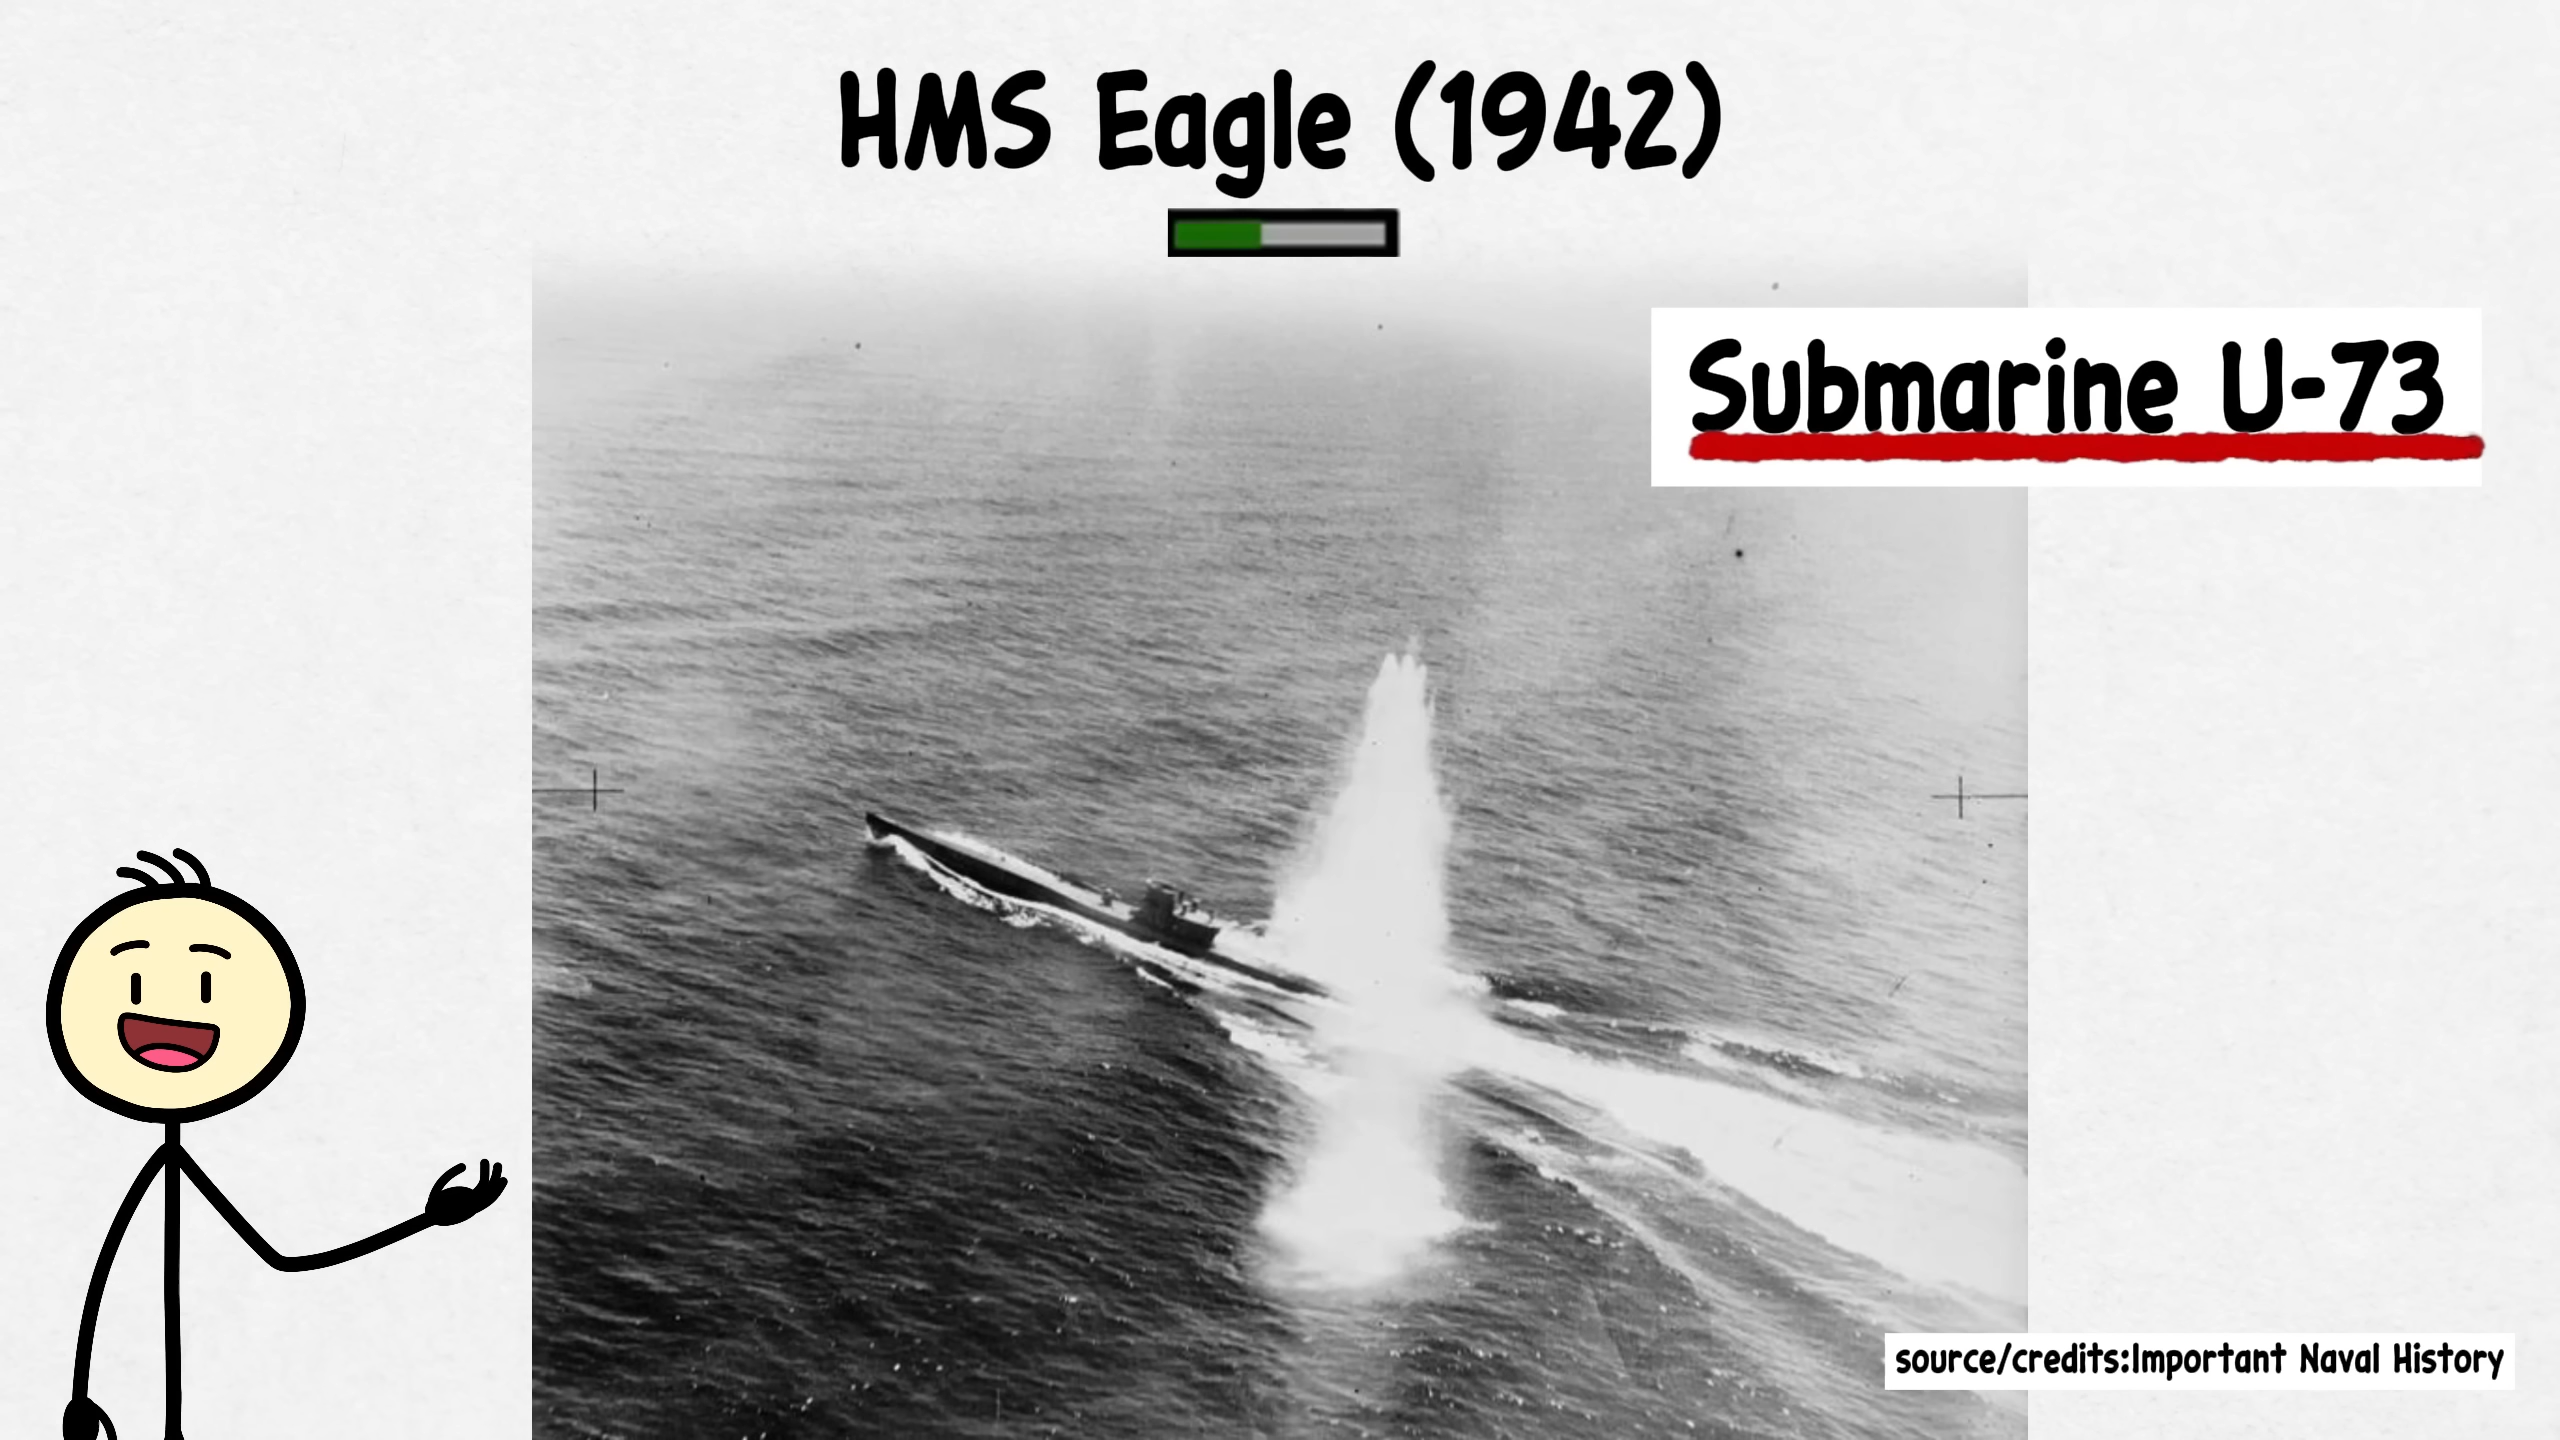 HMS Eagle (1942)
Submarine U-73
source/credits:Important Naval History